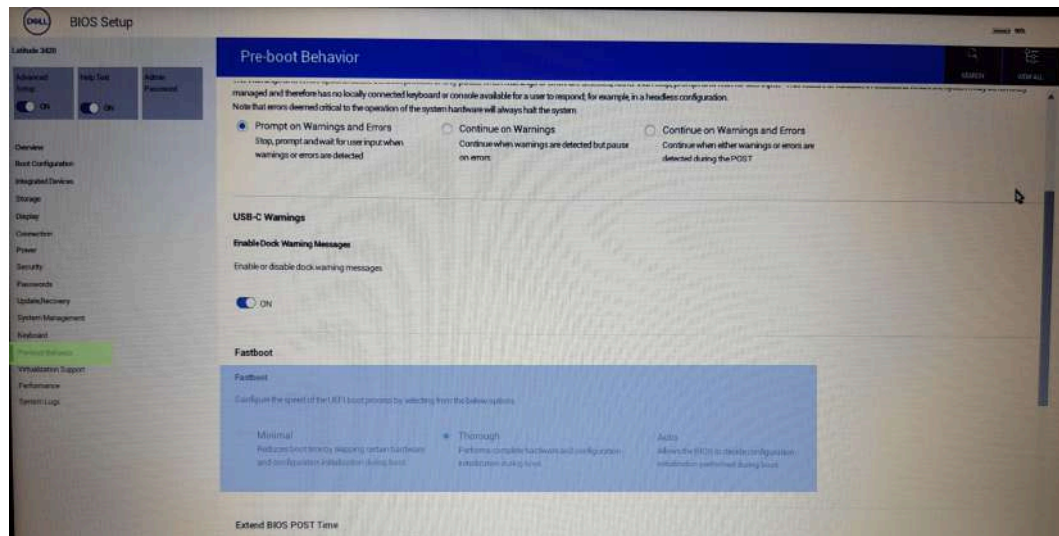 DELL
BIOS Setup
Latitude 3420
Advanced Setup
Help Text
Admin Password
ON
ON
Overview
Boot Configuration
Integrated Devices
Storage
Display
Connection
Power
Security
Passwords
Update,Recovery
System Management
Keyboard
Pre-boot Behavior
Virtualization Support
Performance
System Logs
Pre-boot Behavior
SEARCH
VIEW ALL
managed and therefore has no locally connected keyboard or console available for a user to respond; for example, in a headless configuration.
Note that errors deemed critical to the operation of the system hardware will always halt the system
Prompt on Warnings and Errors
Stop, prompt and wait for user input when
warnings or errors are detected
Continue on Warnings
Continue when warnings are detected but pause
on errors
Continue on Warnings and Errors
Continue when either warnings or errors are
detected during the POST
USB-C Warnings
Enable Dock Warning Messages
Enable or disable dock warning messages
ON
Fastboot
Fastboot
Configure the speed of the UEFI boot process by selecting from the below options
Minimal
Reduces boot time by skipping certain hardware
and configuration initialization during boot
Thorough
Performs complete hardware and configuration
initialization during boot
Auto
Allows the BIOS to decide configuration
initialization performed during boot
Extend BIOS POST Time